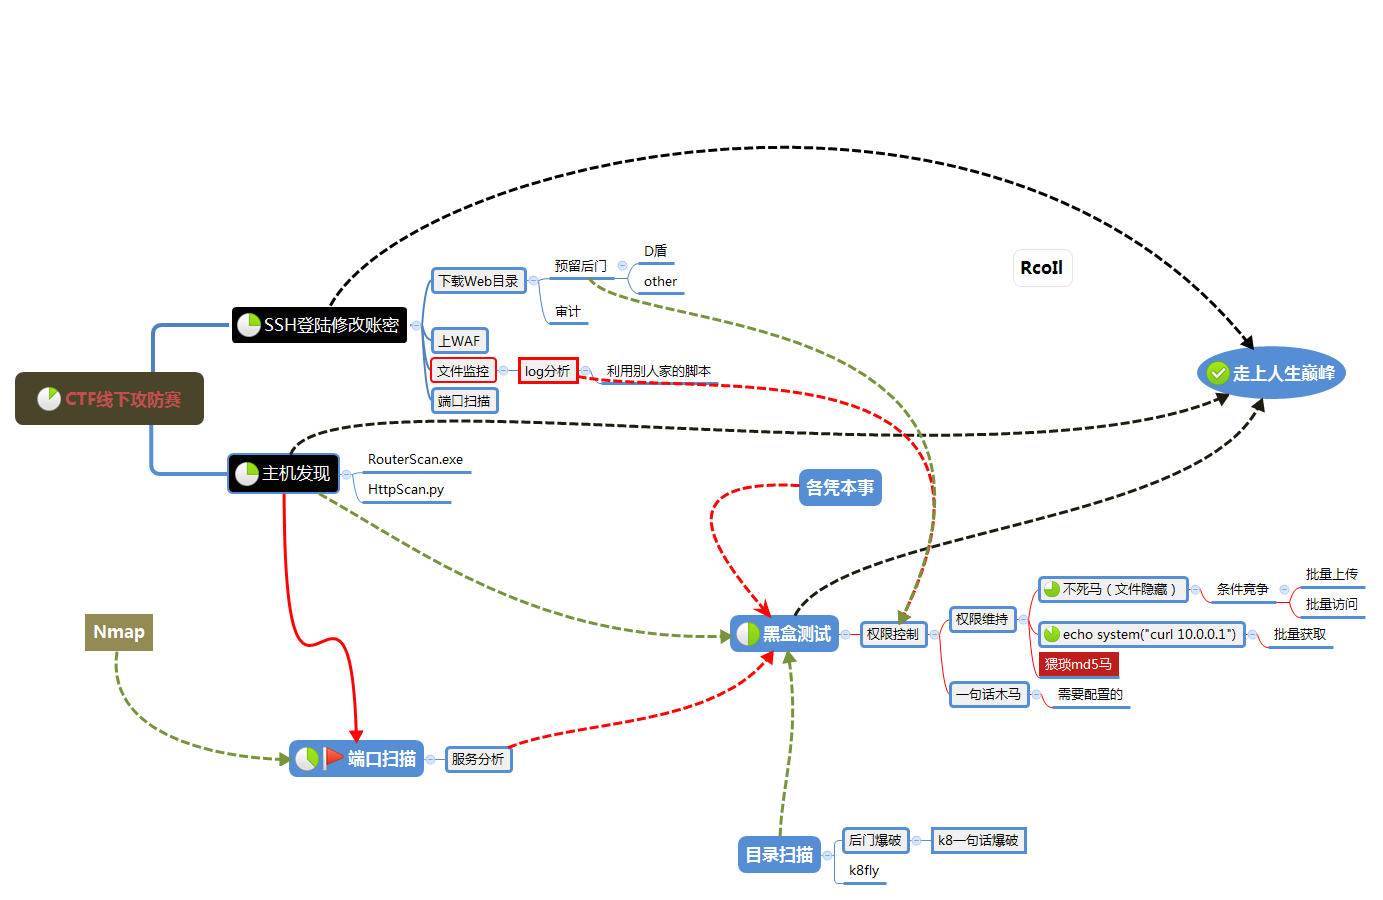 CTF线下攻防赛
SSH登陆修改账密
下载Web目录
预留后门
D盾
other
审计
上WAF
文件监控
log分析
利用别人家的脚本
端口扫描
主机发现
RouterScan.exe
HttpScan.py
RcoIl
走上人生巅峰
各凭本事
Nmap
端口扫描
服务分析
黑盒测试
权限控制
权限维持
不死马（文件隐藏）
条件竞争
批量上传
批量访问
echo system("curl 10.0.0.1")
批量获取
猥琐md5马
一句话木马
需要配置的
目录扫描
后门爆破
k8一句话爆破
k8fly